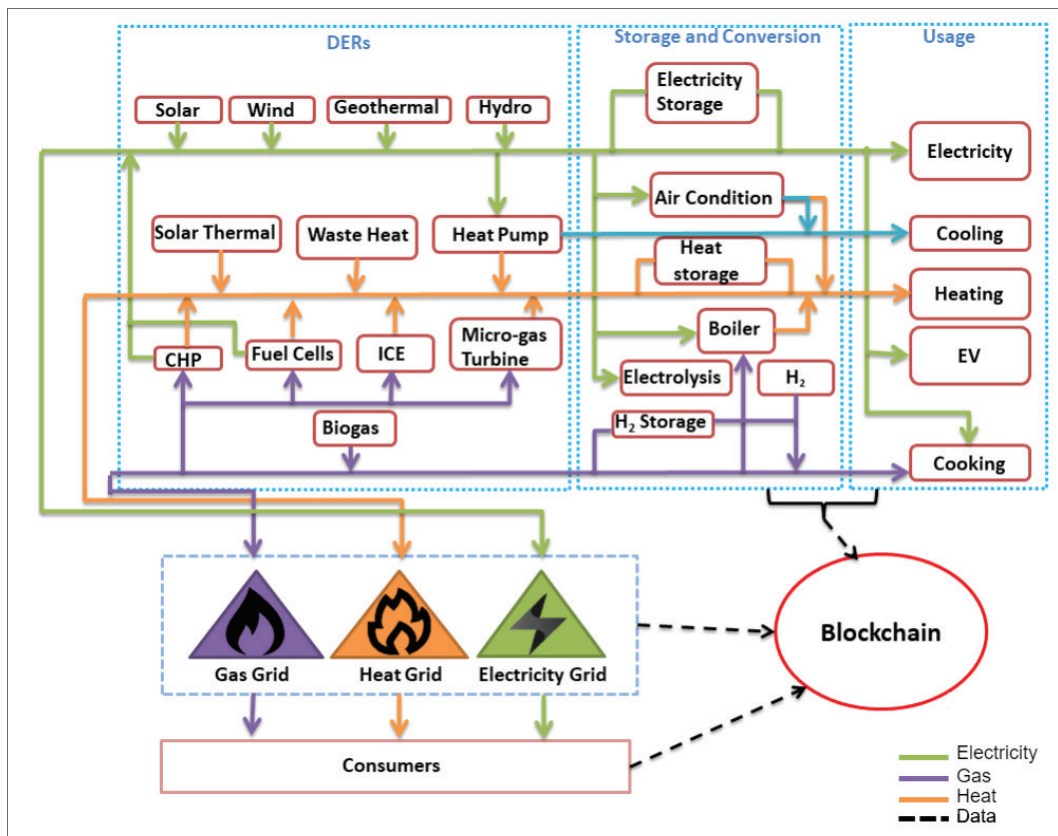 DERs
Storage and Conversion
Usage
Solar
Wind
Geothermal
Hydro
Electricity
Storage
Electricity
Air Condition
Solar Thermal
Waste Heat
Heat Pump
Cooling
Heat
storage
Heating
CHP
Fuel Cells
ICE
Micro-gas
Turbine
Boiler
EV
Electrolysis
H₂
Biogas
H₂ Storage
Cooking
Gas Grid
Heat Grid
Electricity Grid
Blockchain
Consumers
Electricity
Gas
Heat
Data